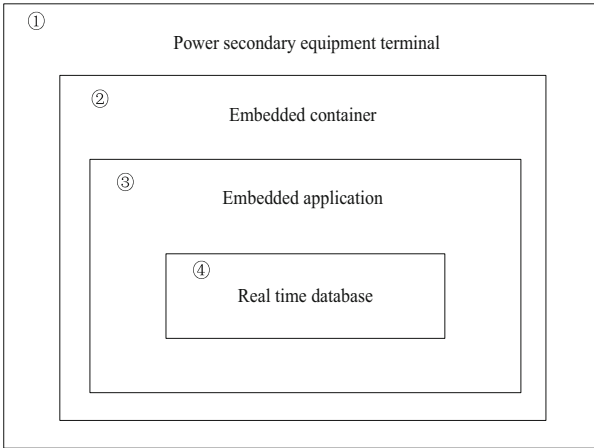 ①
Power secondary equipment terminal
②
Embedded container
③
Embedded application
④
Real time database